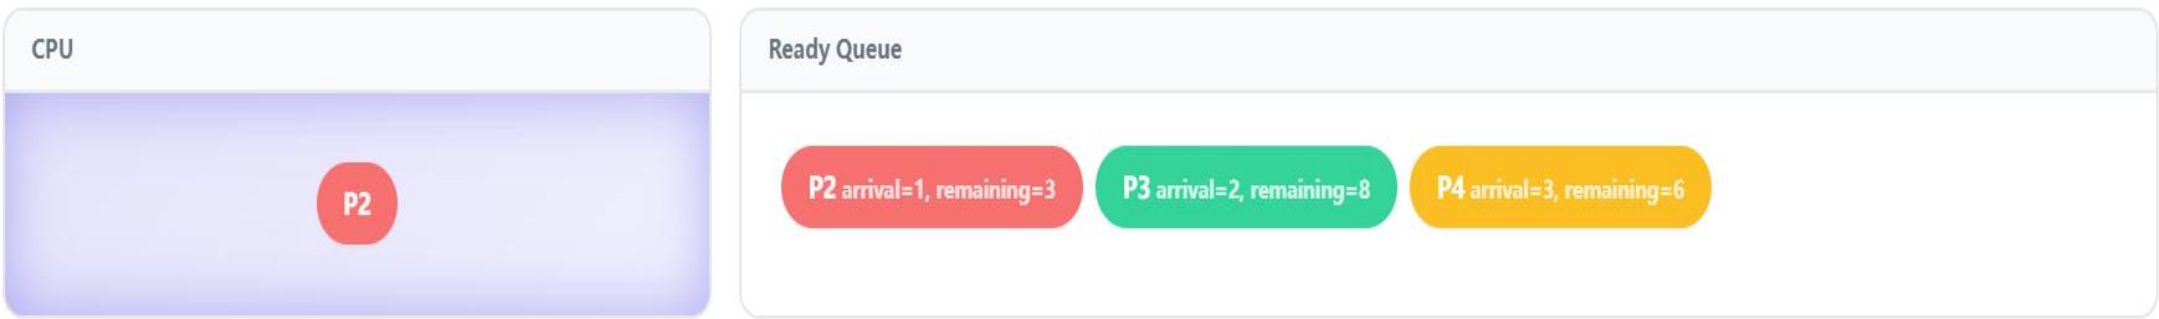 CPU
Ready Queue
P2
P2 arrival=1, remaining=3
P3 arrival=2, remaining=8
P4 arrival=3, remaining=6